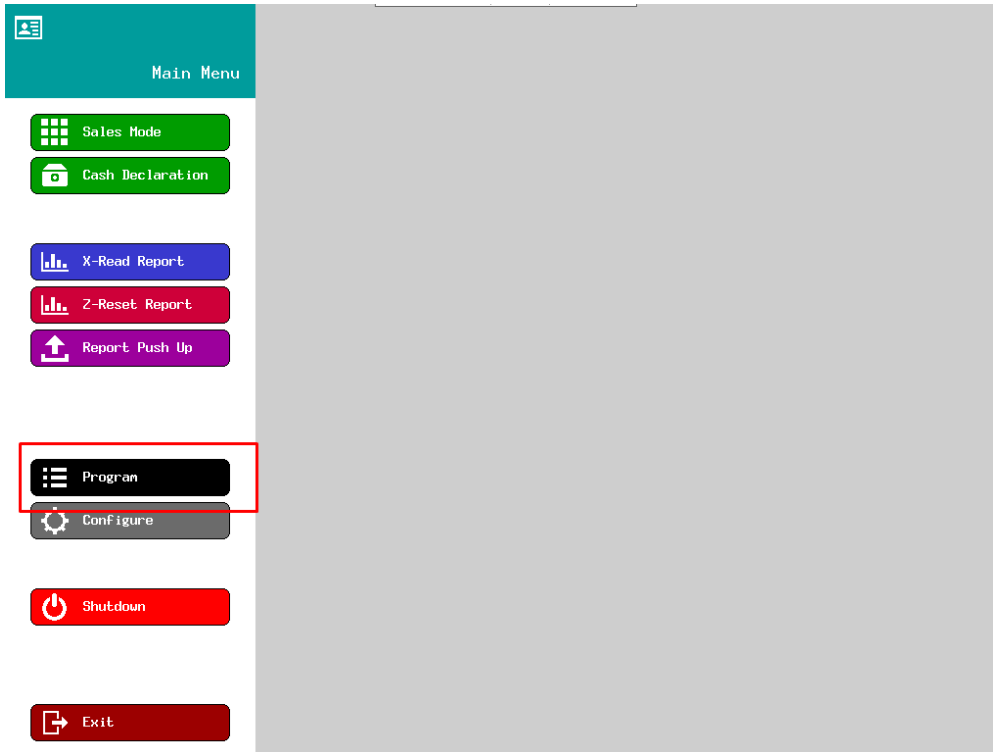 Main Menu
Sales Mode
Cash Declaration
X-Read Report
Z-Reset Report
Report Push Up
Program
Configure
Shutdown
Exit